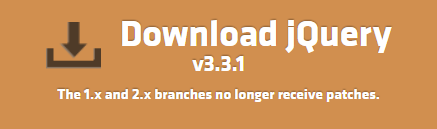 Download jQuery
v3.3.1
The 1.x and 2.x branches no longer receive patches.